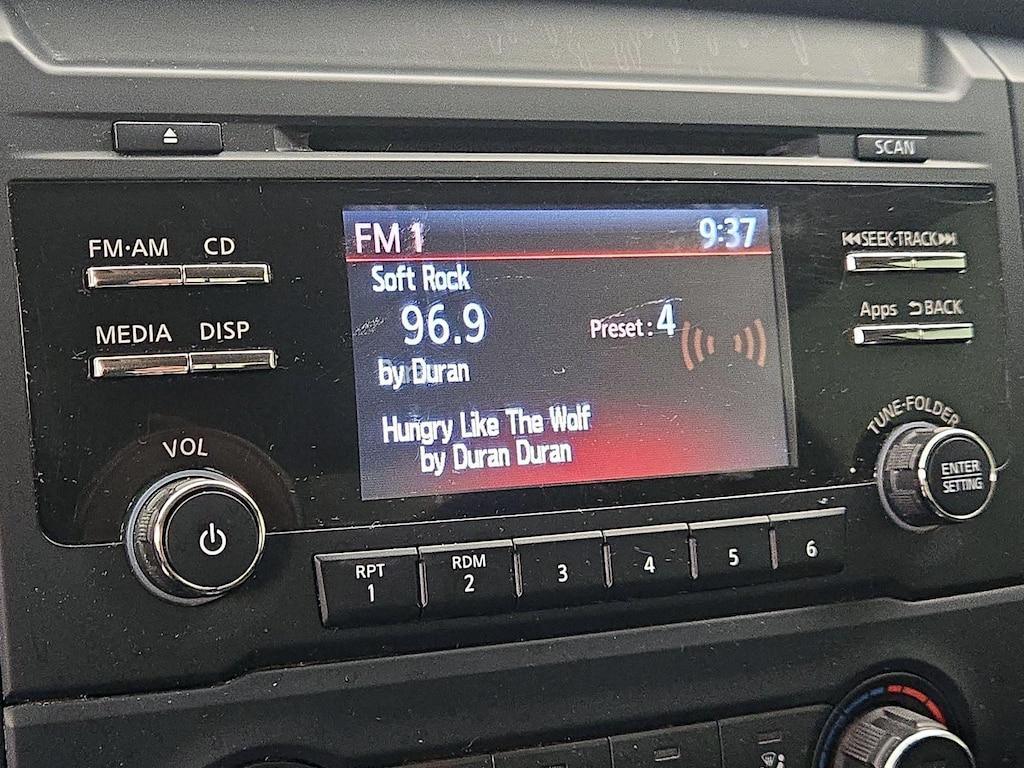 SCAN
FM·AM CD
MEDIA DISP
VOL
FM 1 9:37
Soft Rock
96.9
Preset : 4
by Duran
Hungry Like The Wolf
by Duran Duran
SEEK·TRACK
Apps BACK
TUNE·FOLDER
ENTER
SETTING
RPT
1
RDM
2
3
4
5
6